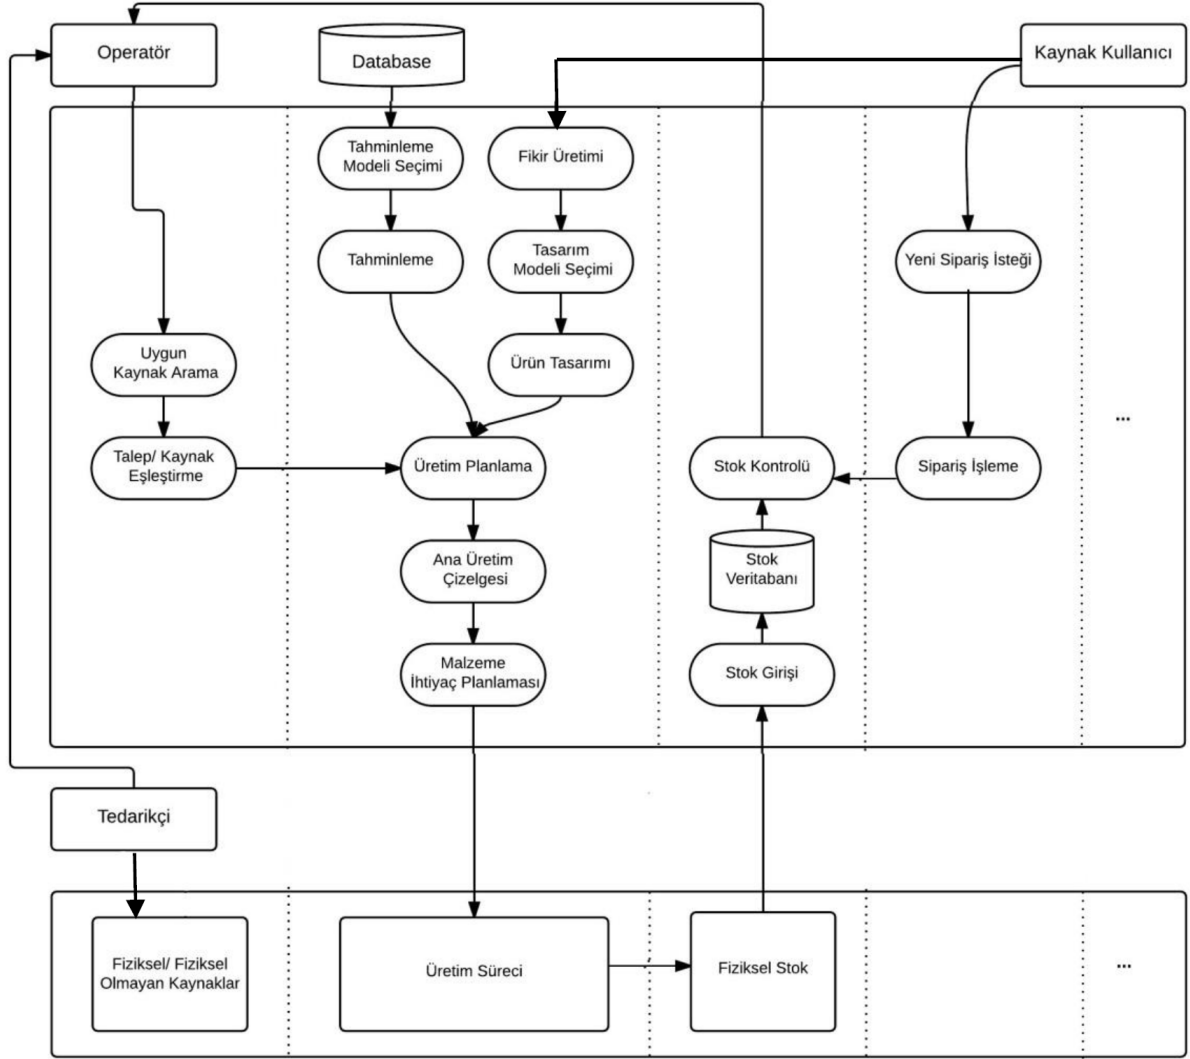 Operatör
Database
Kaynak Kullanıcı
Tahminleme
Modeli Seçimi
Fikir Üretimi
Tahminleme
Tasarım
Modeli Seçimi
Yeni Sipariş İsteği
Uygun
Kaynak Arama
Ürün Tasarımı
...
Talep/ Kaynak
Eşleştirme
Üretim Planlama
Stok Kontrolü
Sipariş İşleme
Ana Üretim
Çizelgesi
Stok
Veritabanı
Malzeme
İhtiyaç Planlaması
Stok Girişi
Tedarikçi
Fiziksel/ Fiziksel
Olmayan Kaynaklar
Üretim Süreci
Fiziksel Stok
...